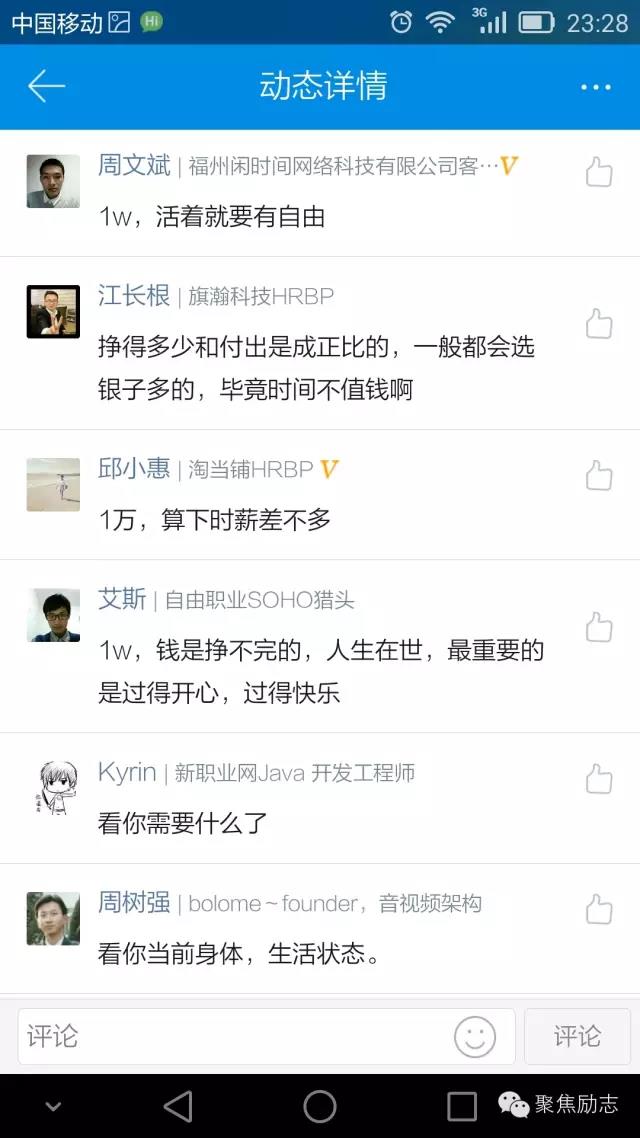 中国移动 Hi 3G 23:28
动态详情
周文斌 | 福州闲时间网络科技有限公司客…V
1w，活着就要有自由
江长根 | 旗瀚科技HRBP
挣得多少和付出是成正比的，一般都会选
银子多的，毕竟时间不值钱啊
邱小惠 | 淘当铺HRBP V
1万，算下时薪差不多
艾斯 | 自由职业SOHO猎头
1w，钱是挣不完的，人生在世，最重要的
是过得开心，过得快乐
Kyrin | 新职业网Java 开发工程师
看你需要什么了
周树强 | bolome~founder，音视频架构
看你当前身体，生活状态。
评论 评论
聚焦励志